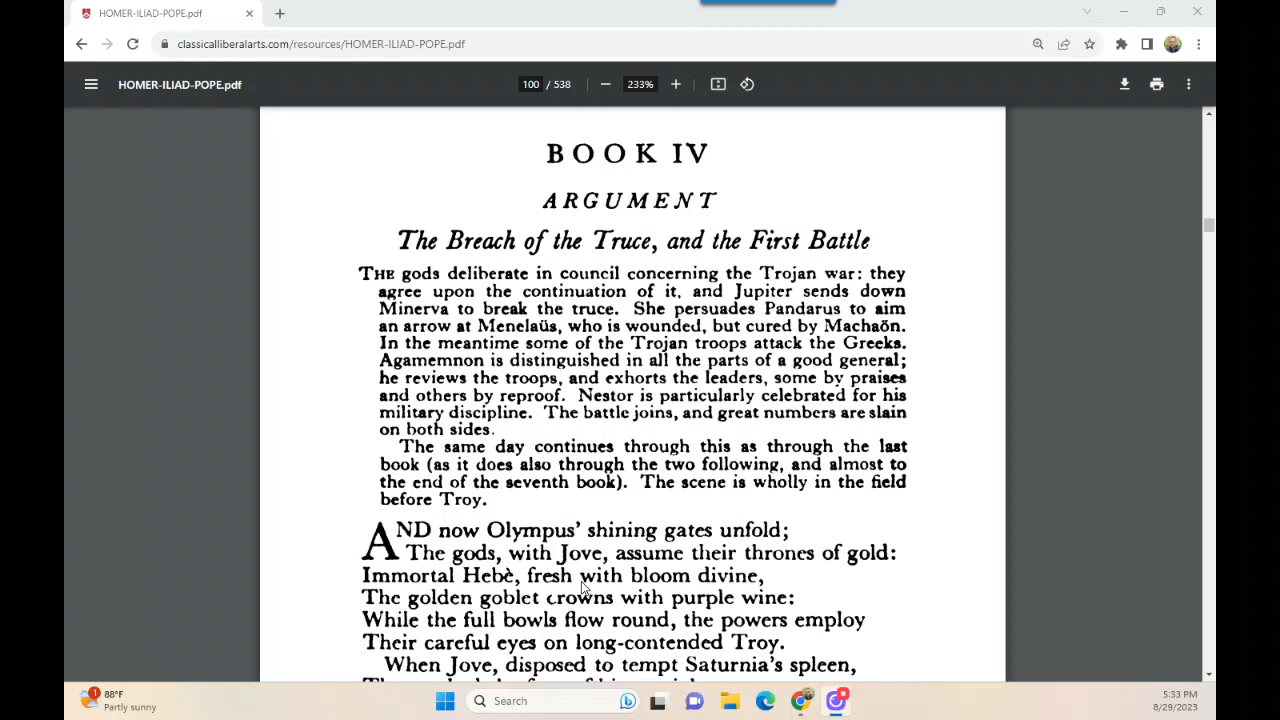 HOMER-ILIAD-POPE.pdf
classicalliberalarts.com/resources/HOMER-ILIAD-POPE.pdf
HOMER-ILIAD-POPE.pdf
100 / 538
233%
BOOK IV
ARGUMENT
The Breach of the Truce, and the First Battle
THE gods deliberate in council concerning the Trojan war: they
agree upon the continuation of it, and Jupiter sends down
Minerva to break the truce. She persuades Pandarus to aim
an arrow at Menelaüs, who is wounded, but cured by Machaön.
In the meantime some of the Trojan troops attack the Greeks.
Agamemnon is distinguished in all the parts of a good general;
he reviews the troops, and exhorts the leaders, some by praises
and others by reproof. Nestor is particularly celebrated for his
military discipline. The battle joins, and great numbers are slain
on both sides.
The same day continues through this as through the last
book (as it does also through the two following, and almost to
the end of the seventh book). The scene is wholly in the field
before Troy.
AND now Olympus' shining gates unfold;
The gods, with Jove, assume their thrones of gold:
Immortal Hebè, fresh with bloom divine,
The golden goblet crowns with purple wine:
While the full bowls flow round, the powers employ
Their careful eyes on long-contended Troy.
When Jove, disposed to tempt Saturnia's spleen,
1
88°F
Partly sunny
Search
5:33 PM
8/29/2023